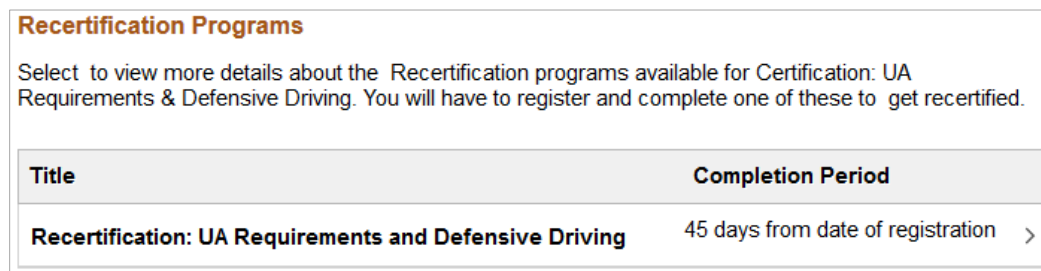 Recertification Programs
Select  to view more details about the  Recertification programs available for Certification: UA
Requirements & Defensive Driving. You will have to register and complete one of these to  get recertified.
Title Completion Period
Recertification: UA Requirements and Defensive Driving 45 days from date of registration